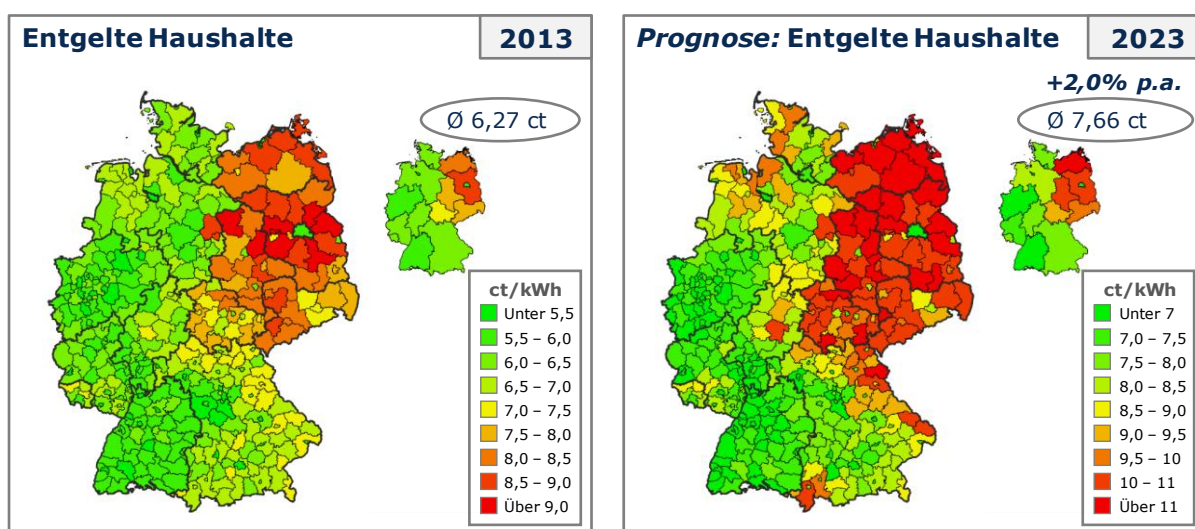 Entgelte Haushalte
2013
Ø 6,27 ct
ct/kWh
Unter 5,5
5,5 – 6,0
6,0 – 6,5
6,5 – 7,0
7,0 – 7,5
7,5 – 8,0
8,0 – 8,5
8,5 – 9,0
Über 9,0
Prognose: Entgelte Haushalte
2023
+2,0% p.a.
Ø 7,66 ct
ct/kWh
Unter 7
7,0 – 7,5
7,5 – 8,0
8,0 – 8,5
8,5 – 9,0
9,0 – 9,5
9,5 – 10
10 – 11
Über 11